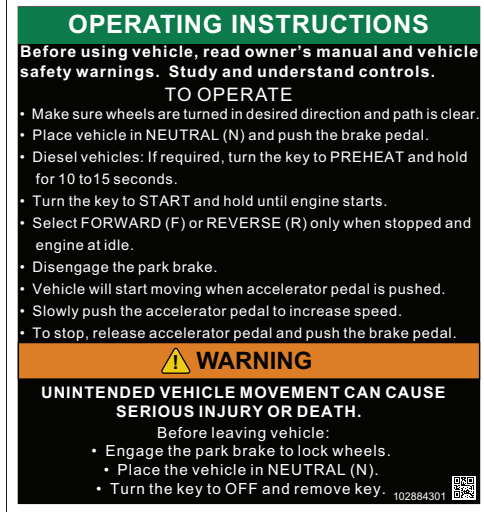 OPERATING INSTRUCTIONS
Before using vehicle, read owner's manual and vehicle
safety warnings. Study and understand controls.
TO OPERATE
• Make sure wheels are turned in desired direction and path is clear.
• Place vehicle in NEUTRAL (N) and push the brake pedal.
• Diesel vehicles: If required, turn the key to PREHEAT and hold
for 10 to15 seconds.
• Turn the key to START and hold until engine starts.
• Select FORWARD (F) or REVERSE (R) only when stopped and
engine at idle.
• Disengage the park brake.
• Vehicle will start moving when accelerator pedal is pushed.
• Slowly push the accelerator pedal to increase speed.
• To stop, release accelerator pedal and push the brake pedal.
WARNING
UNINTENDED VEHICLE MOVEMENT CAN CAUSE
SERIOUS INJURY OR DEATH.
Before leaving vehicle:
• Engage the park brake to lock wheels.
• Place the vehicle in NEUTRAL (N).
• Turn the key to OFF and remove key.
102884301